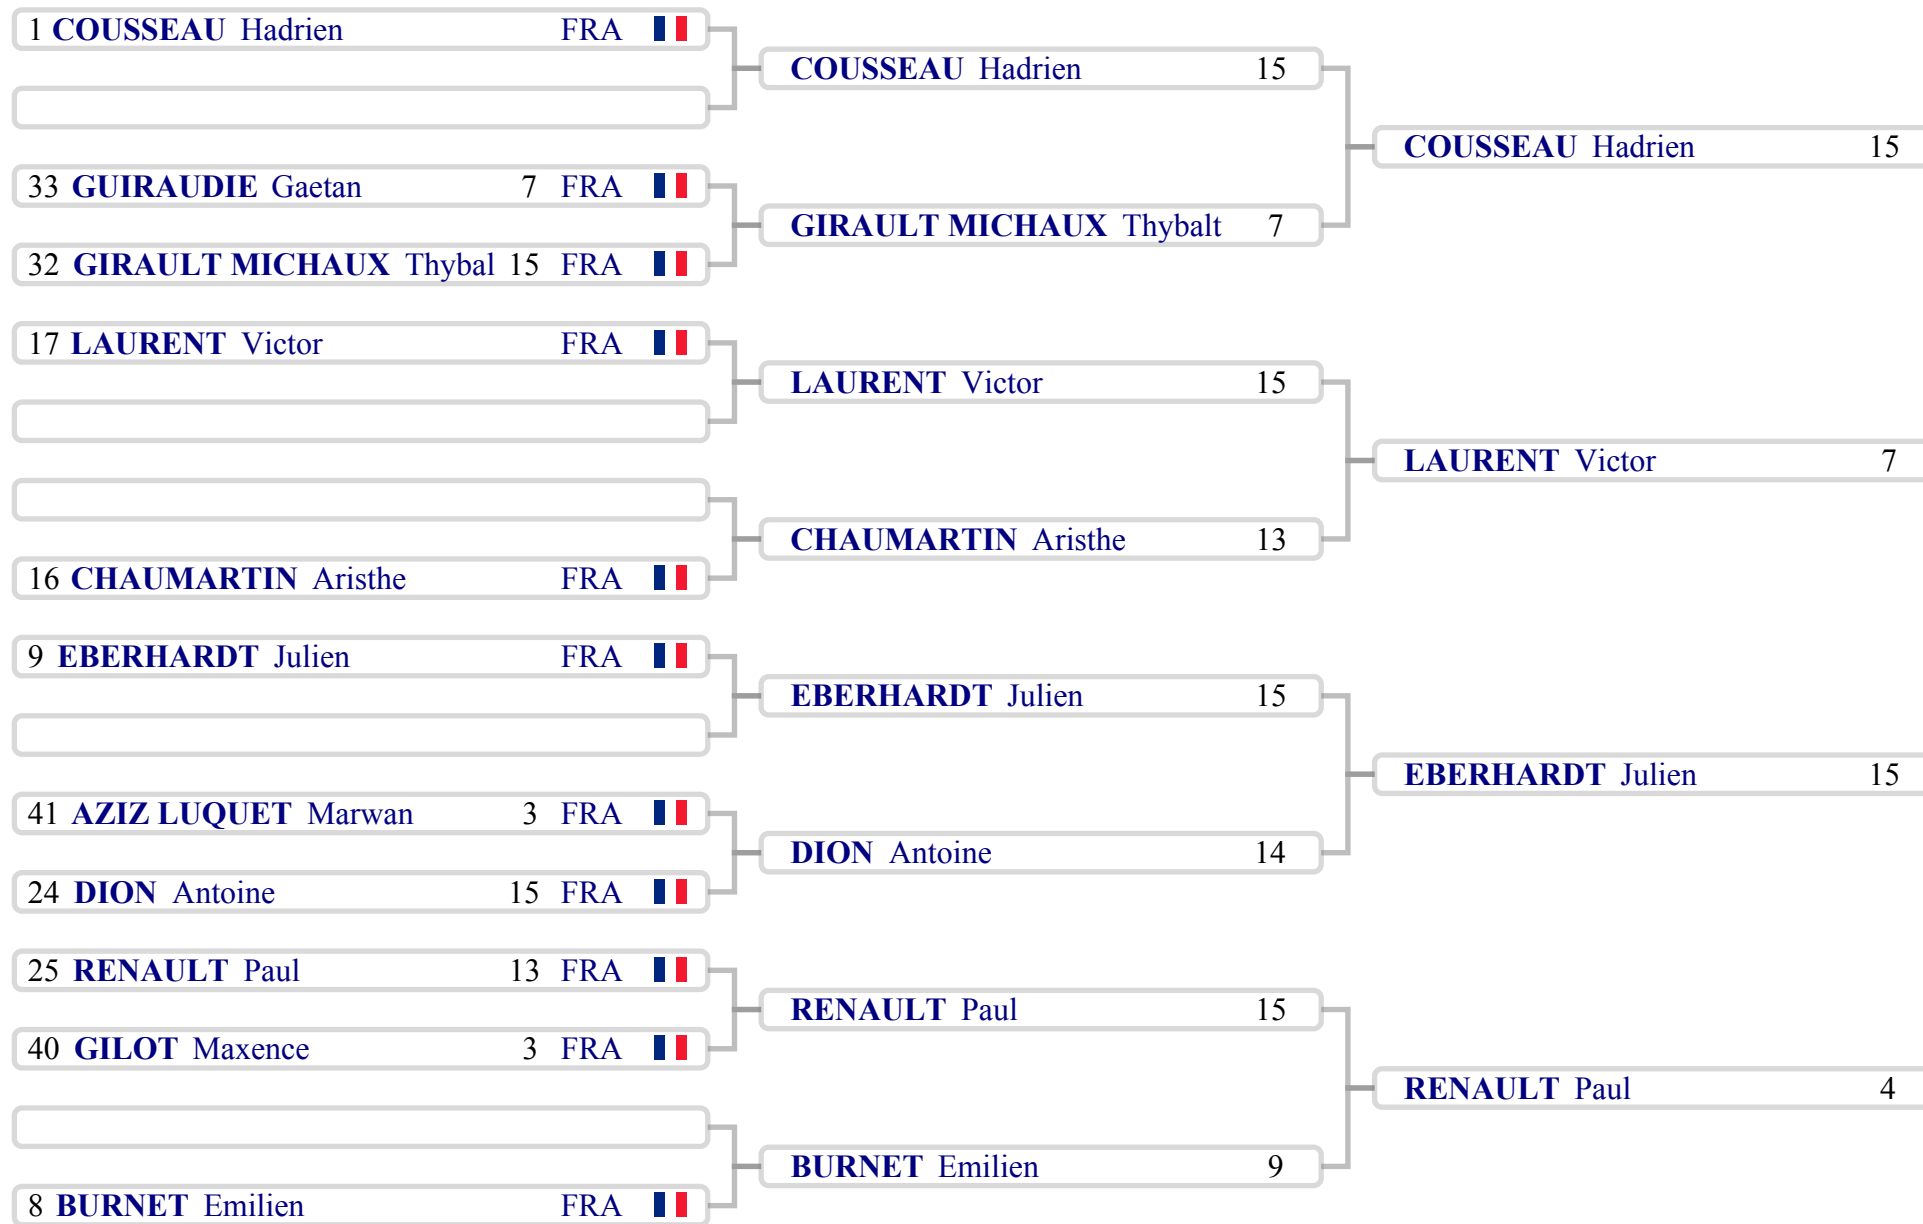 1 COUSSEAU Hadrien FRA
33 GUIRAUDIE Gaetan 7 FRA
32 GIRAULT MICHAUX Thybal 15 FRA
17 LAURENT Victor FRA
16 CHAUMARTIN Aristhe FRA
9 EBERHARDT Julien FRA
41 AZIZ LUQUET Marwan 3 FRA
24 DION Antoine 15 FRA
25 RENAULT Paul 13 FRA
40 GILOT Maxence 3 FRA
8 BURNET Emilien FRA
COUSSEAU Hadrien 15
GIRAULT MICHAUX Thybalt 7
LAURENT Victor 15
CHAUMARTIN Aristhe 13
EBERHARDT Julien 15
DION Antoine 14
RENAULT Paul 15
BURNET Emilien 9
COUSSEAU Hadrien 15
LAURENT Victor 7
EBERHARDT Julien 15
RENAULT Paul 4